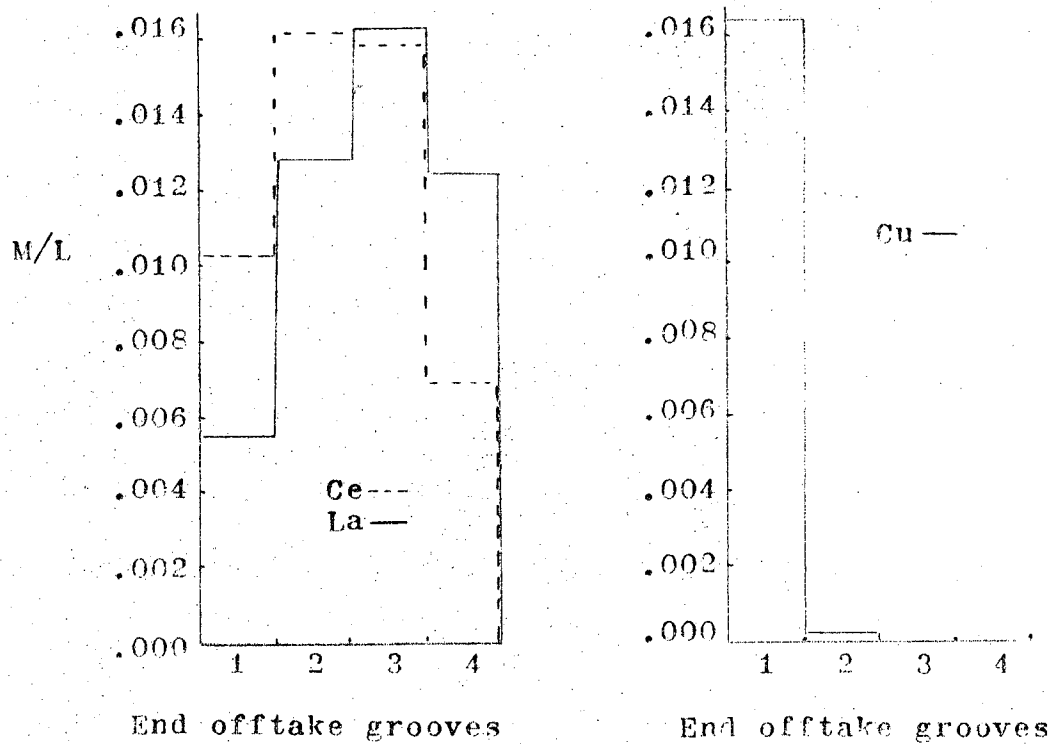 .016
.014
.012
M/L
.010
.008
.006
.004
.002
.000
Ce---
La—
1 2 3 4
End offtake grooves
.016
.014
.012
.010
.008
.006
.004
.002
.000
Cu—
1 2 3 4
End offtake grooves